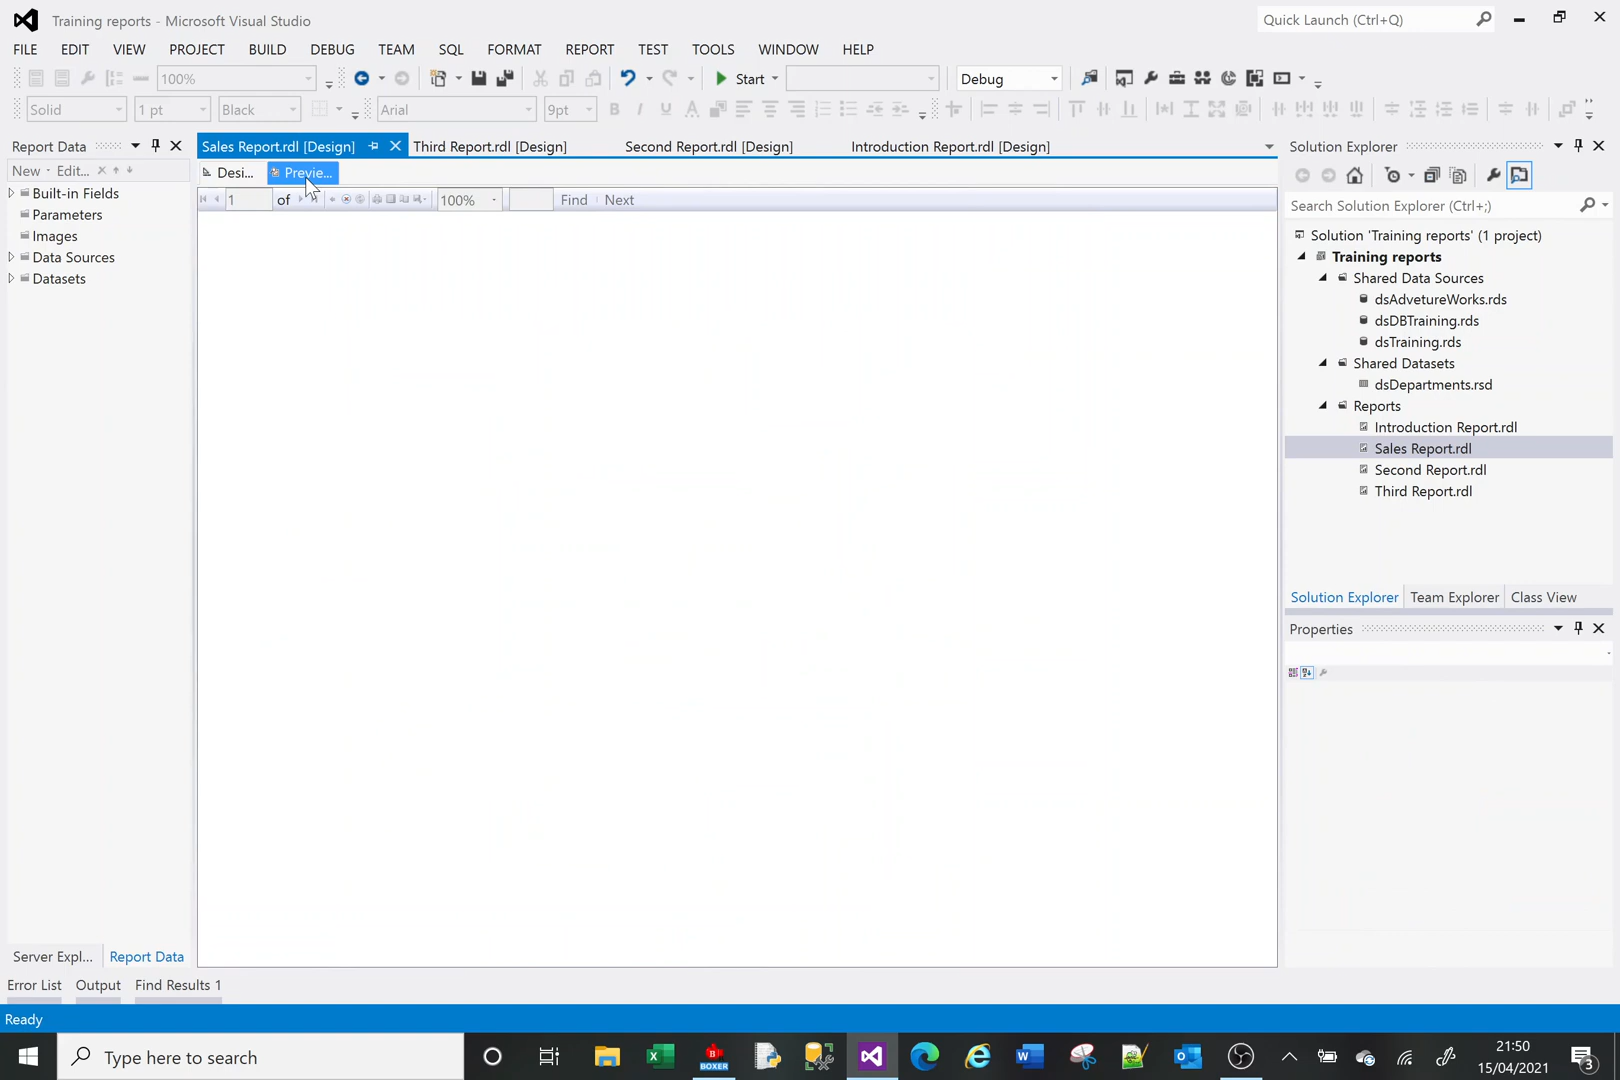 Training reports - Microsoft Visual Studio
Quick Launch (Ctrl+Q)
FILE EDIT VIEW PROJECT BUILD DEBUG TEAM SQL FORMAT REPORT TEST TOOLS WINDOW HELP
100% Start Debug
Solid 1 pt Black Arial 9pt
Report Data
New Edit...
Built-in Fields
Parameters
Images
Data Sources
Datasets
Server Expl... Report Data
Sales Report.rdl [Design] Third Report.rdl [Design] Second Report.rdl [Design] Introduction Report.rdl [Design]
Desi... Previe...
1 of 100% Find Next
Solution Explorer
Search Solution Explorer (Ctrl+;)
Solution 'Training reports' (1 project)
Training reports
Shared Data Sources
dsAdvetureWorks.rds
dsDBTraining.rds
dsTraining.rds
Shared Datasets
dsDepartments.rsd
Reports
Introduction Report.rdl
Sales Report.rdl
Second Report.rdl
Third Report.rdl
Solution Explorer Team Explorer Class View
Properties
Error List Output Find Results 1
Ready
Type here to search
BOXER
21:50
15/04/2021
3